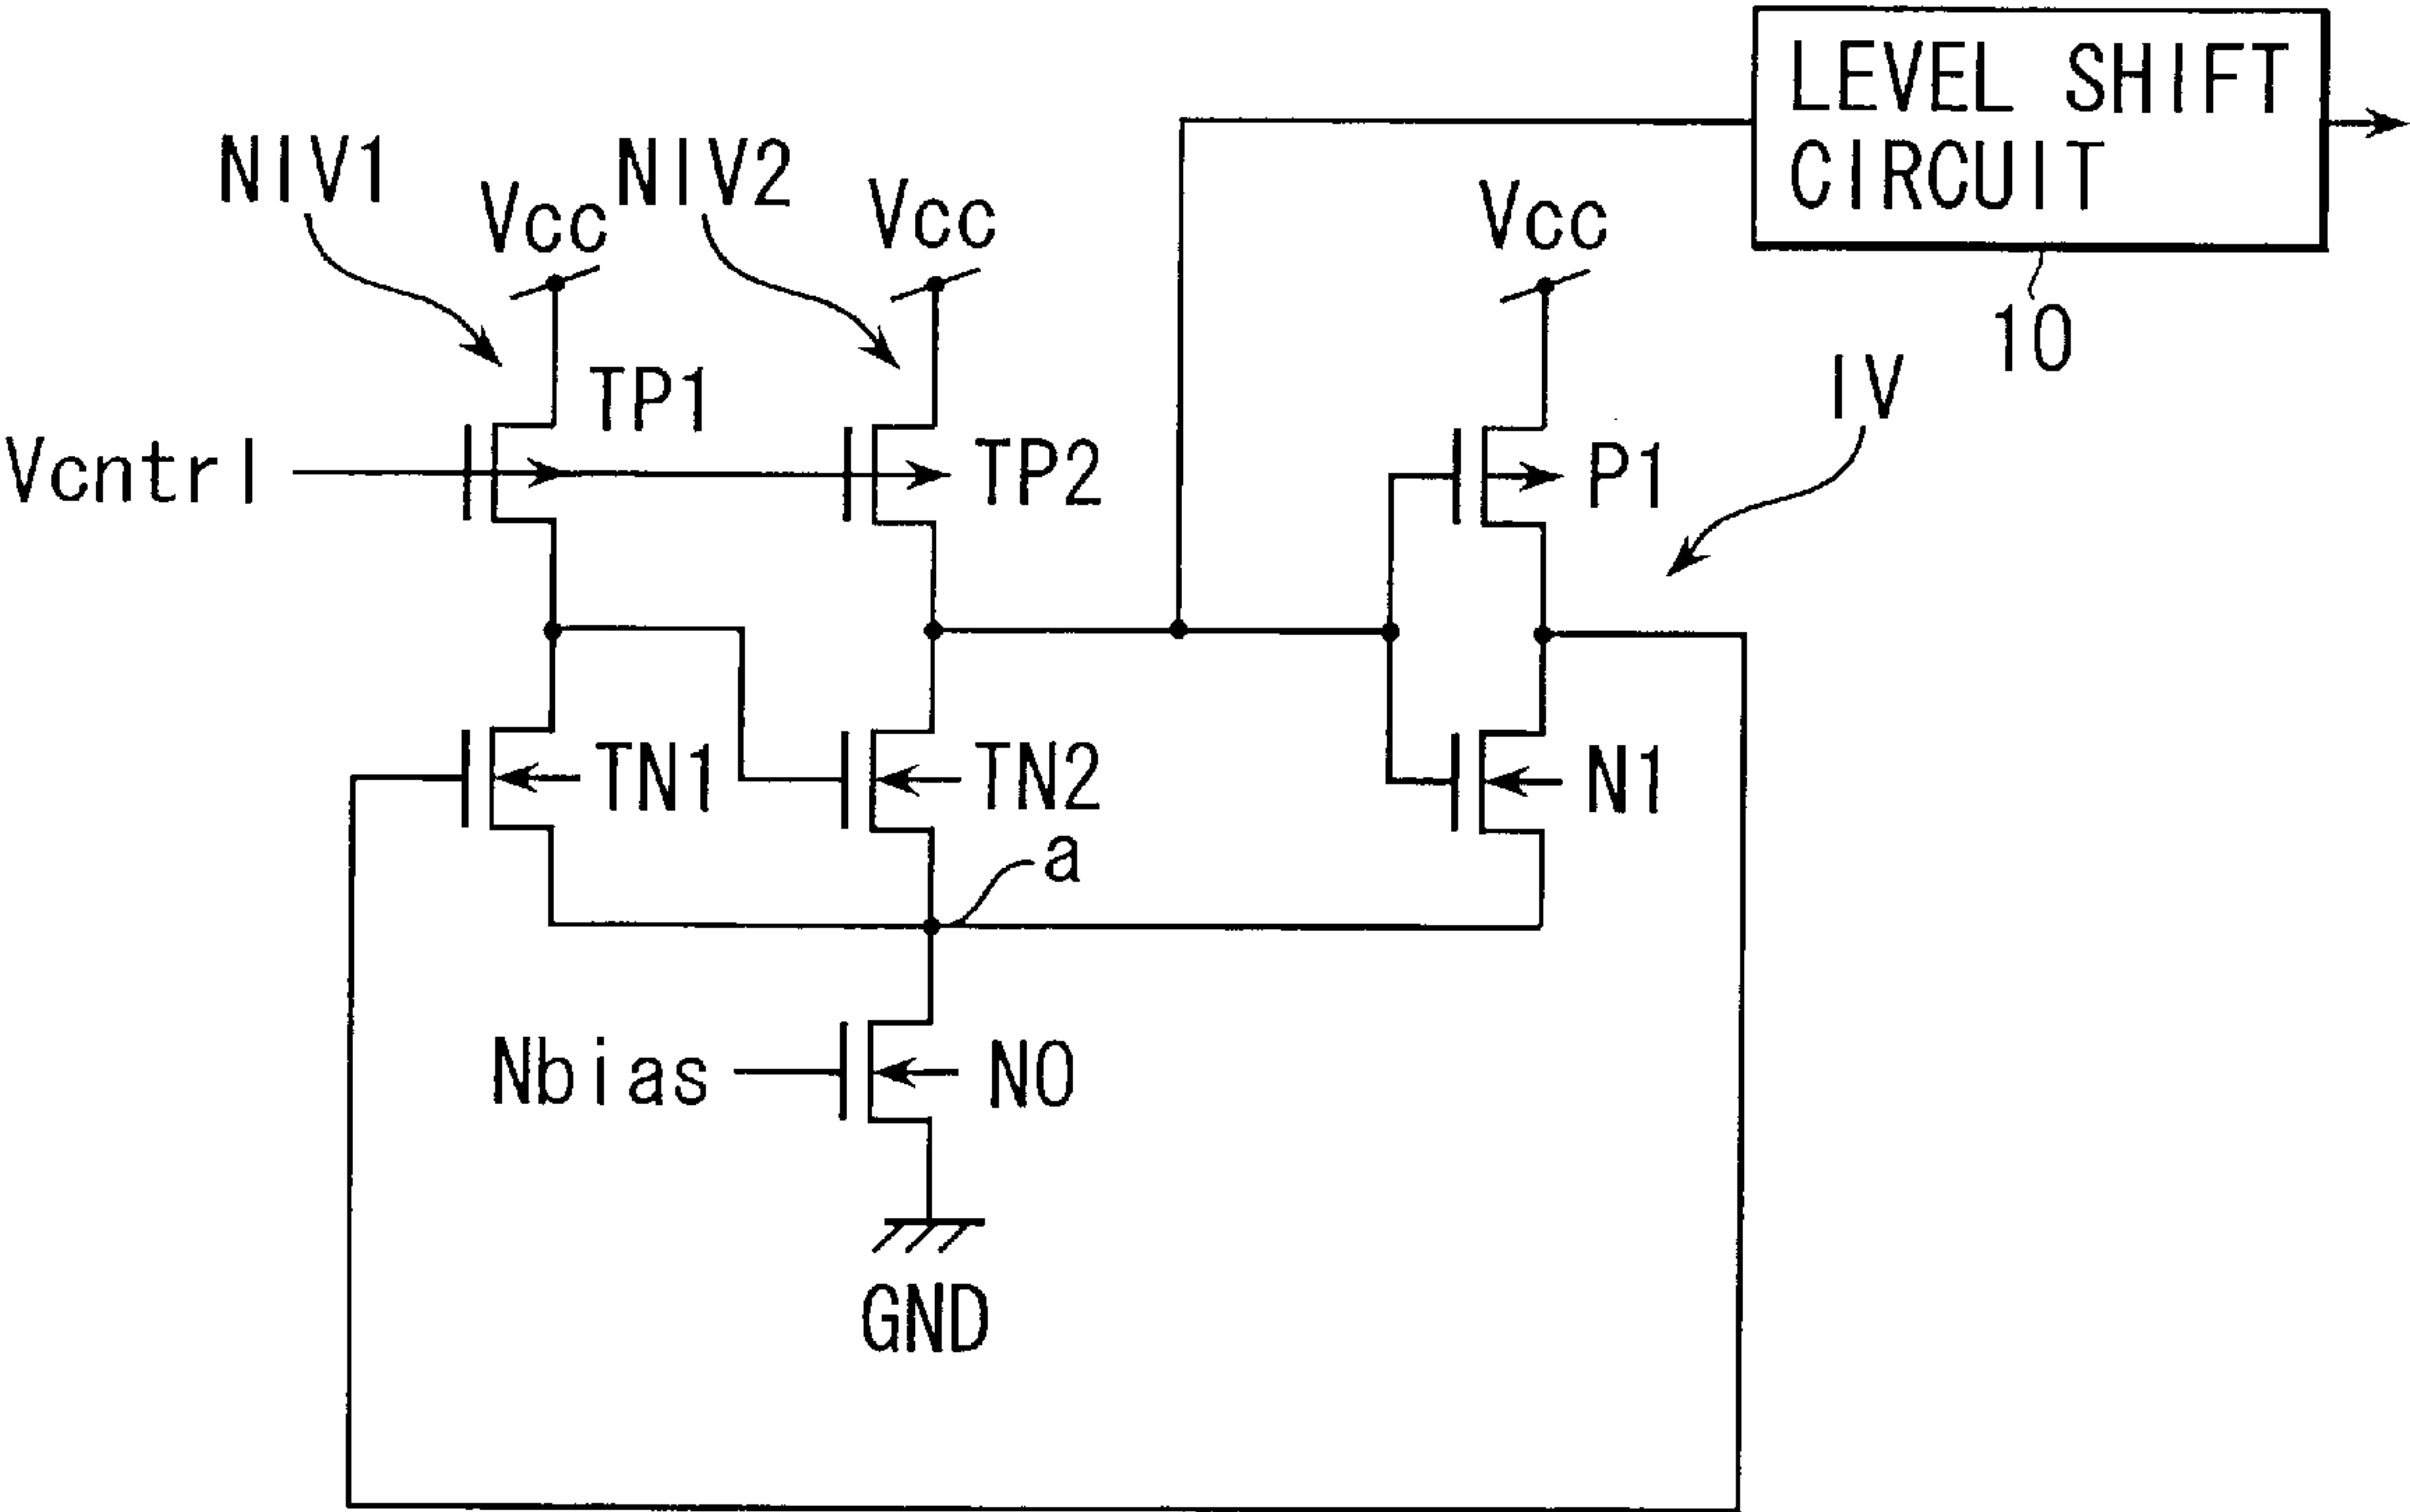 LEVEL SHIFT
CIRCUIT
NIV1
NIV2
Vcc
Vcc
Vcc
10
TP1
IV
Vcntrl
TP2
P1
TN1
TN2
N1
a
Nbias
N0
GND